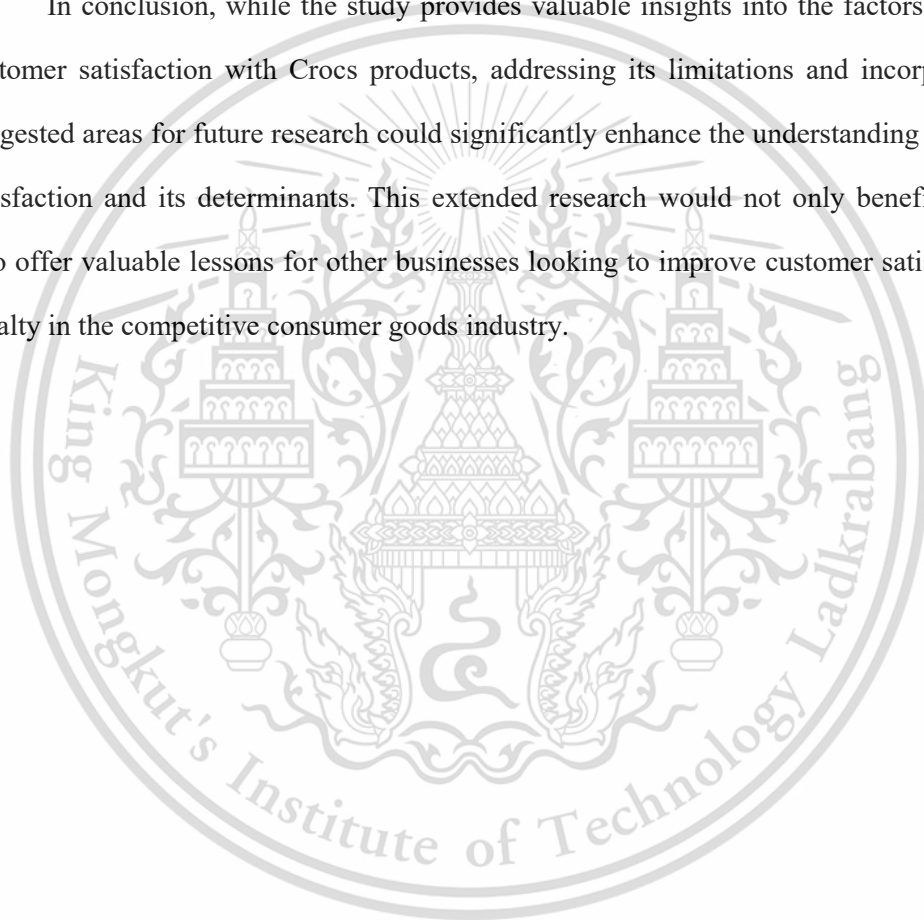 In conclusion, while the study provides valuable insights into the factors
tomer satisfaction with Crocs products, addressing its limitations and incorp
gested areas for future research could significantly enhance the understanding
sfaction and its determinants. This extended research would not only benef
o offer valuable lessons for other businesses looking to improve customer sati
alty in the competitive consumer goods industry.
King Mongkut's Institute of Technology Ladkrabang